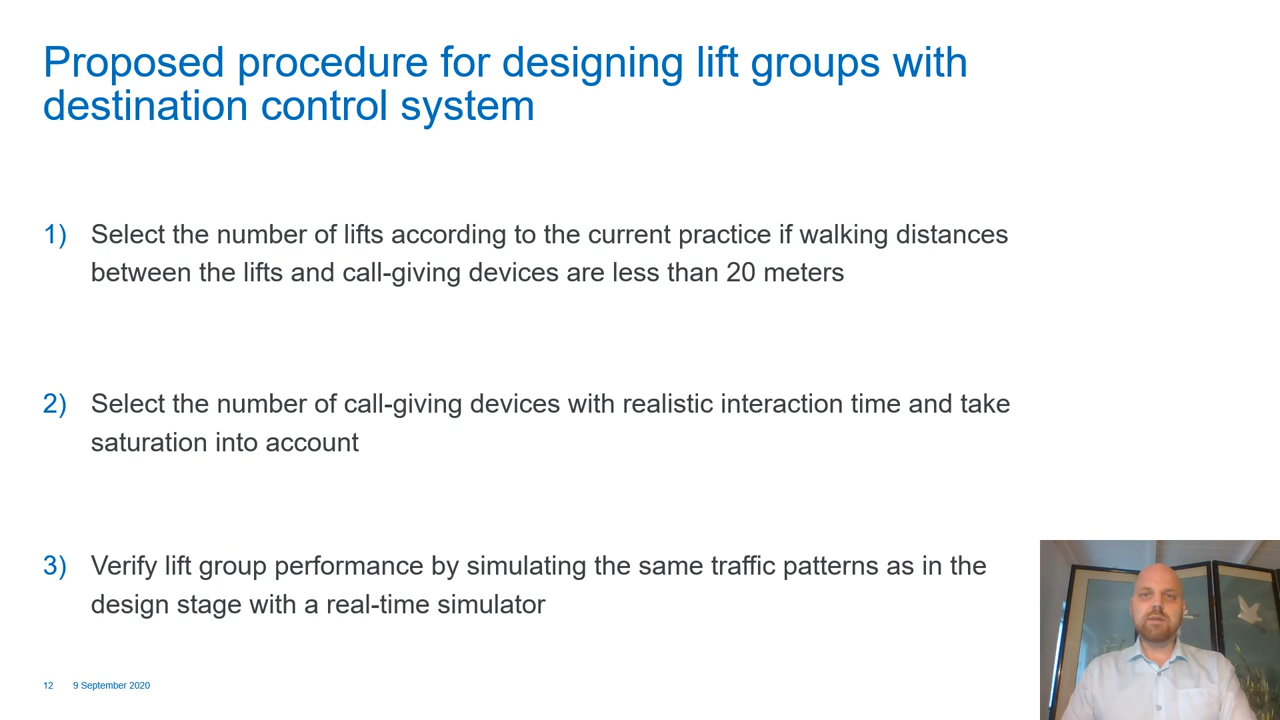 Proposed procedure for designing lift groups with
destination control system
1) Select the number of lifts according to the current practice if walking distances
between the lifts and call-giving devices are less than 20 meters
2) Select the number of call-giving devices with realistic interaction time and take
saturation into account
3) Verify lift group performance by simulating the same traffic patterns as in the
design stage with a real-time simulator
12 9 September 2020